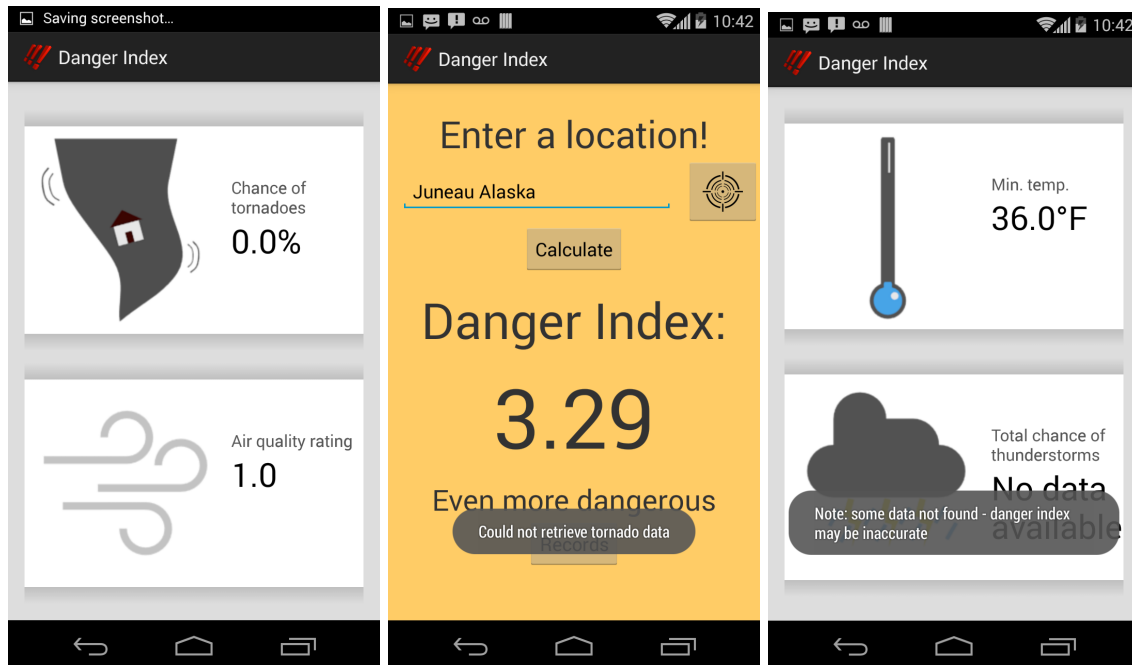 Saving screenshot...
Danger Index
Chance of
tornadoes
0.0%
Air quality rating
1.0
10:42
Danger Index
Enter a location!
Juneau Alaska
Calculate
Danger Index:
3.29
Even more dangerous
Could not retrieve tornado data
Records
10:42
Danger Index
Min. temp.
36.0°F
Total chance of
thunderstorms
No data
available
Note: some data not found - danger index
may be inaccurate